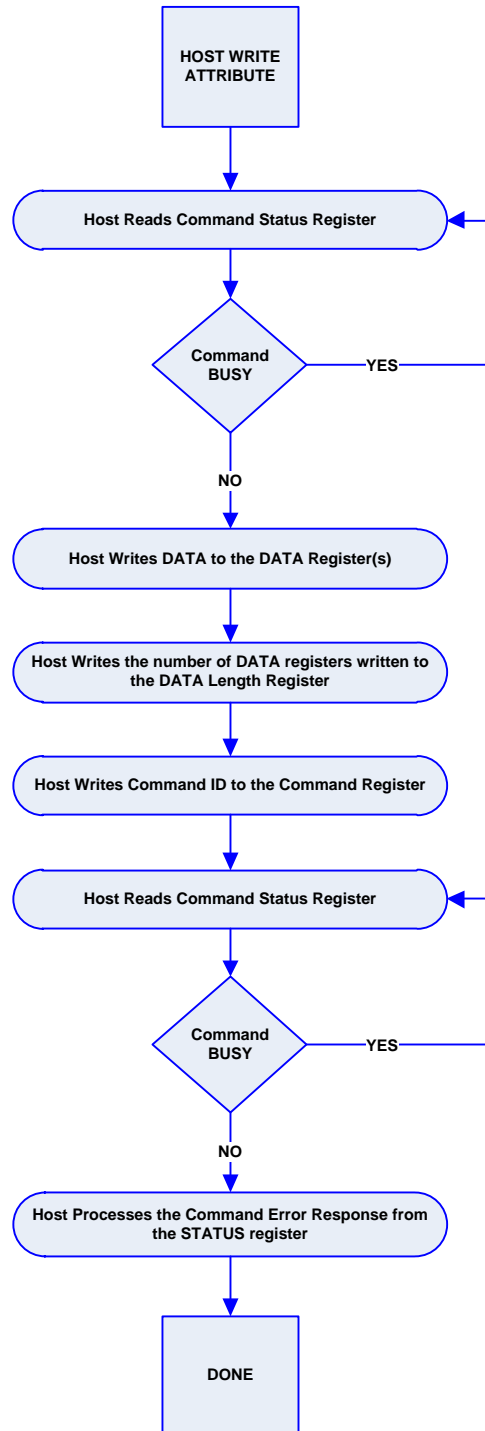 HOST WRITE
ATTRIBUTE
Host Reads Command Status Register
Command
BUSY
YES
NO
Host Writes DATA to the DATA Register(s)
Host Writes the number of DATA registers written to
the DATA Length Register
Host Writes Command ID to the Command Register
Host Reads Command Status Register
Command
BUSY
YES
NO
Host Processes the Command Error Response from
the STATUS register
DONE